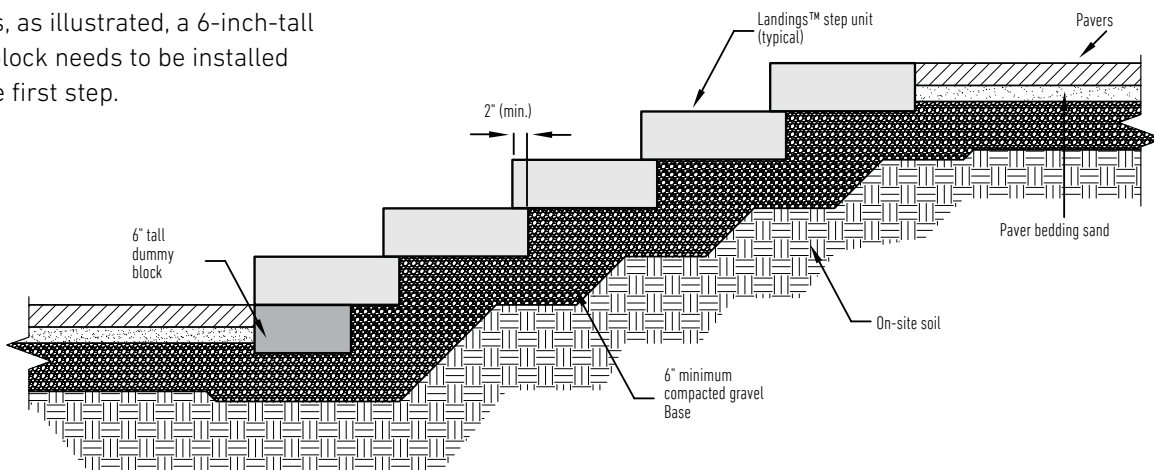 s, as illustrated, a 6-inch-tall
lock needs to be installed
e first step.
Landings™ step unit
(typical)
Pavers
2" (min.)
6" tall
dummy
block
Paver bedding sand
On-site soil
6" minimum
compacted gravel
Base